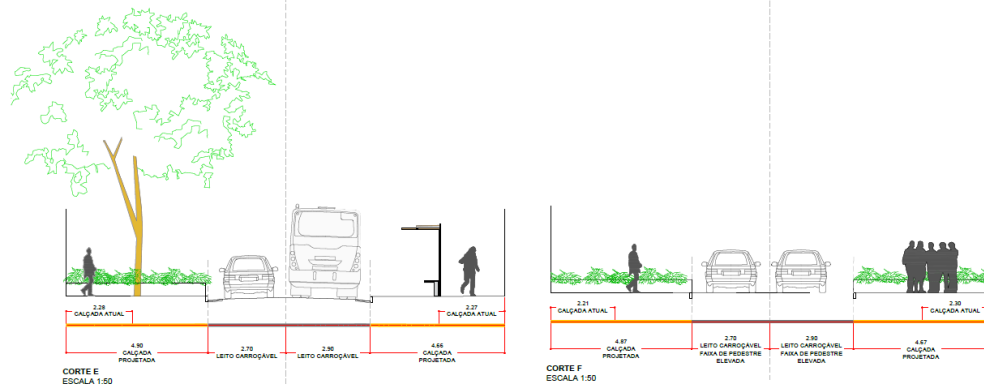 2.29
CALÇADA ATUAL
2.27
CALÇADA ATUAL
4.90
CALÇADA
PROJETADA
2.70
LEITO CARROÇÁVEL
2.90
LEITO CARROÇÁVEL
4.66
CALÇADA
PROJETADA
CORTE E
ESCALA 1:50
2.21
CALÇADA ATUAL
2.30
CALÇADA ATUAL
4.87
CALÇADA
PROJETADA
2.70
LEITO CARROÇÁVEL
FAIXA DE PEDESTRE
ELEVADA
2.90
LEITO CARROÇÁVEL
FAIXA DE PEDESTRE
ELEVADA
4.67
CALÇADA
PROJETADA
CORTE F
ESCALA 1:50